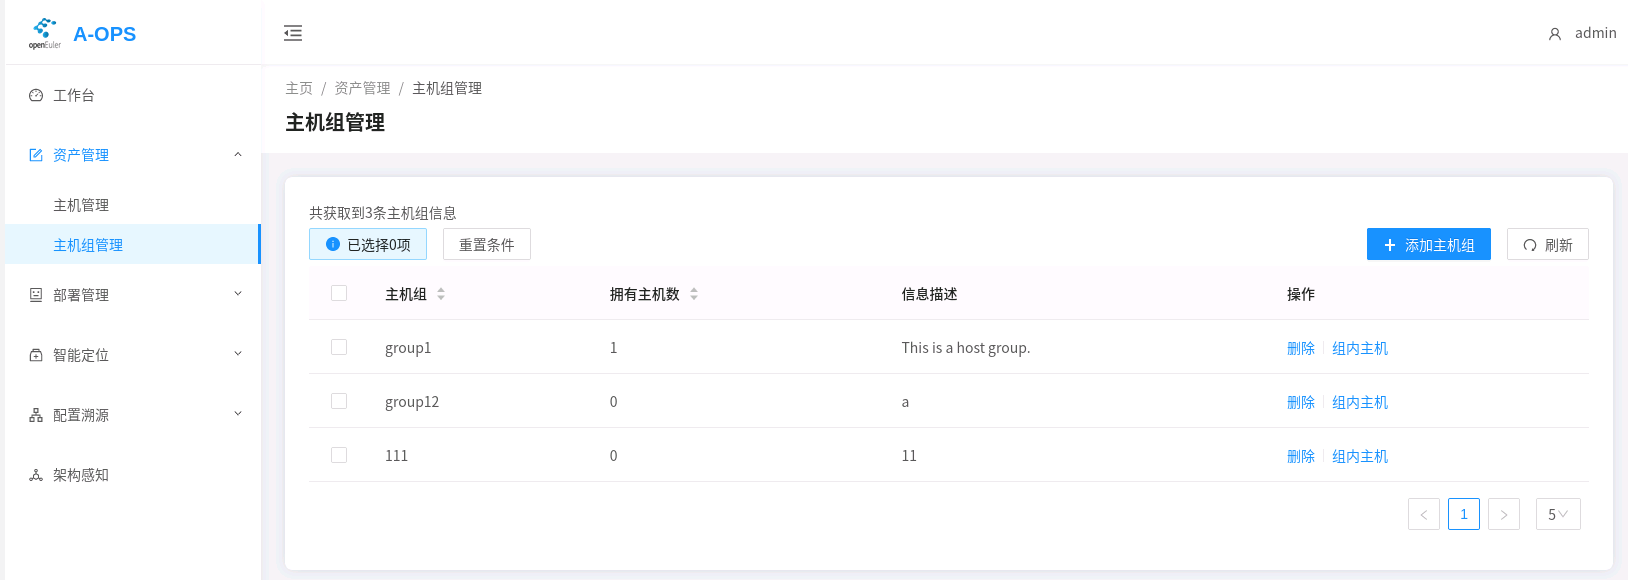 openEuler
A-OPS
admin
工作台
资产管理
主机管理
主机组管理
部署管理
智能定位
配置溯源
架构感知
主页 / 资产管理 / 主机组管理
主机组管理
共获取到3条主机组信息
已选择0项 重置条件 添加主机组 刷新
主机组 拥有主机数 信息描述 操作
group1 1 This is a host group. 删除 组内主机
group12 0 a 删除 组内主机
111 0 11 删除 组内主机
< 1 > 5